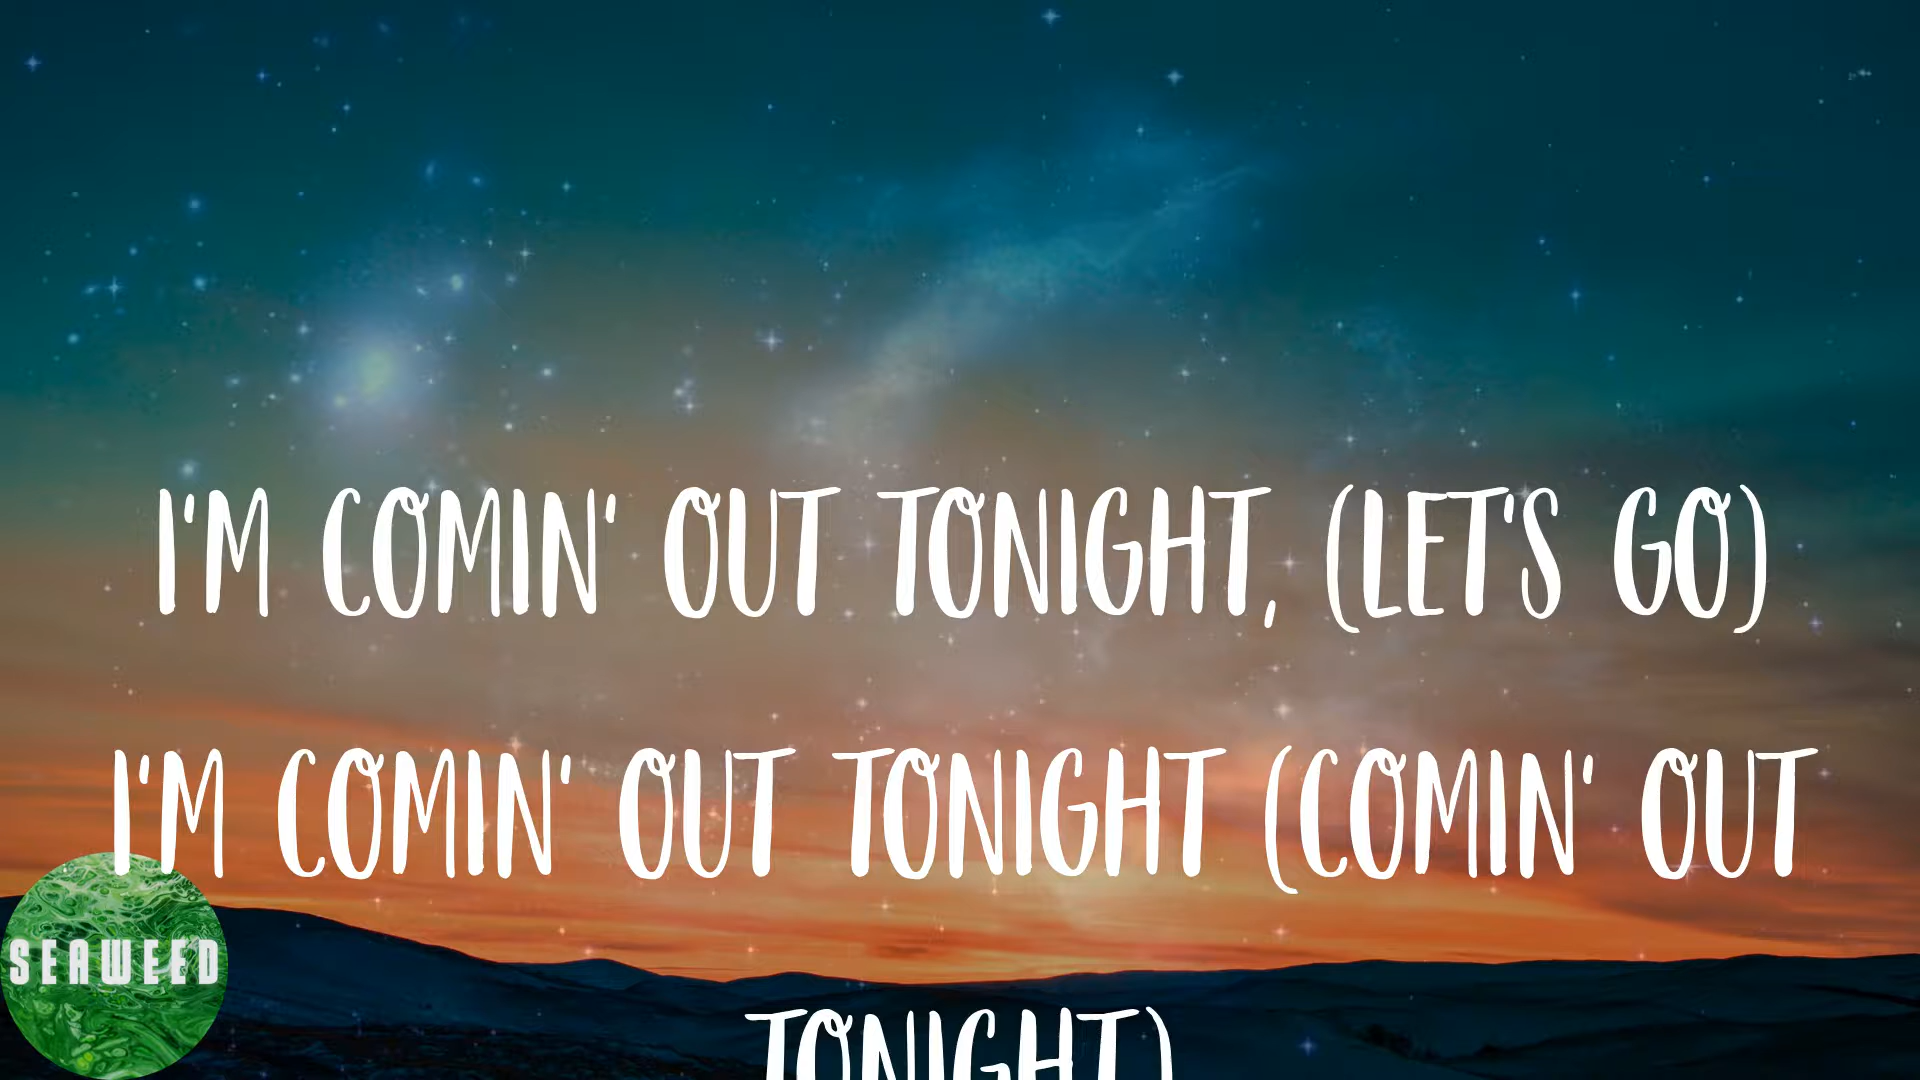 I'M COMIN' OUT TONIGHT, (LET'S GO)
I'M COMIN' OUT TONIGHT (COMIN' OUT
TONIGHT)
SEAWEED